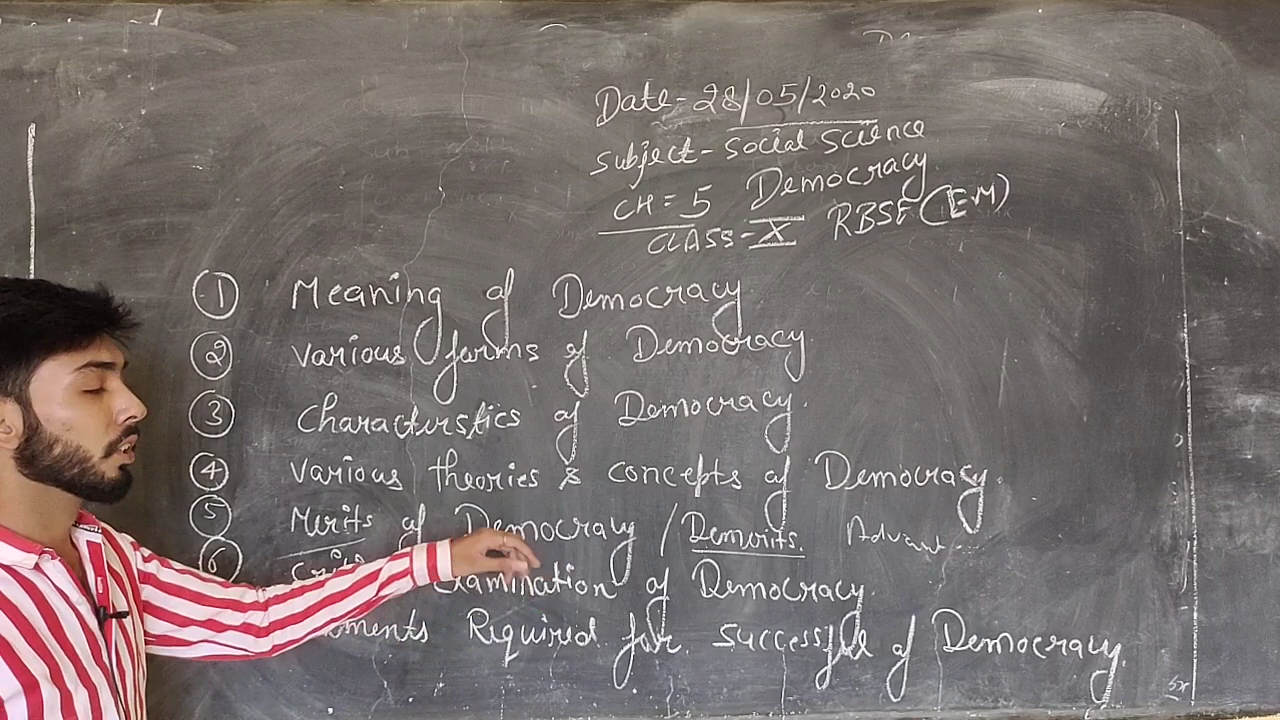 Date-28/05/2020
Subject-Social Science
CH=5 Democracy
CLASS-X RBSE (EM)
1 Meaning of Democracy
2 various forms of Democracy.
3 characteristics of Democracy.
4 various theories & concepts of Democracy.
5 Merits of Democracy / Demerits. Advant..
6 Examination of Democracy.
Required for successful of Democracy.